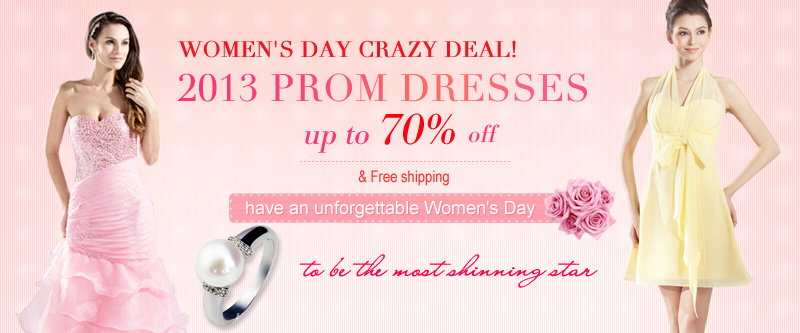 WOMEN'S DAY CRAZY DEAL!
2013 PROM DRESSES
up to 70% off
& Free shipping
have an unforgettable Women's Day
to be the most shinning star